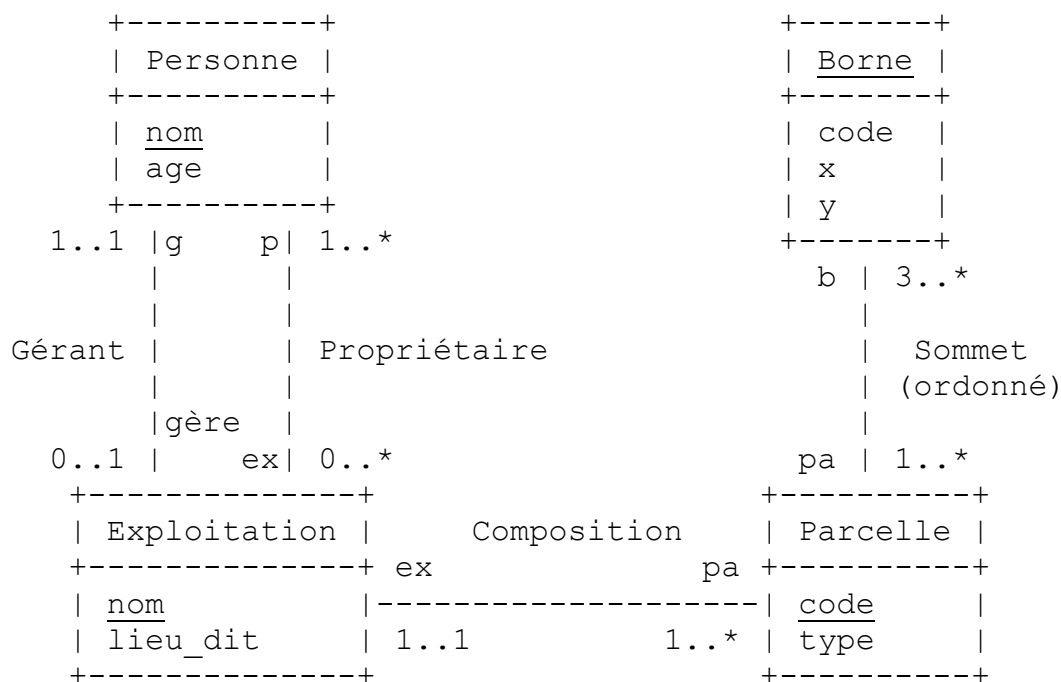 Personne Borne
nom code
age x
y
1..1 g p 1..*
b 3..*
Gérant Propriétaire Sommet
(ordonné)
gère
0..1 ex 0..* pa 1..*
Exploitation Composition Parcelle
ex pa
nom code
lieu_dit 1..1 1..* type